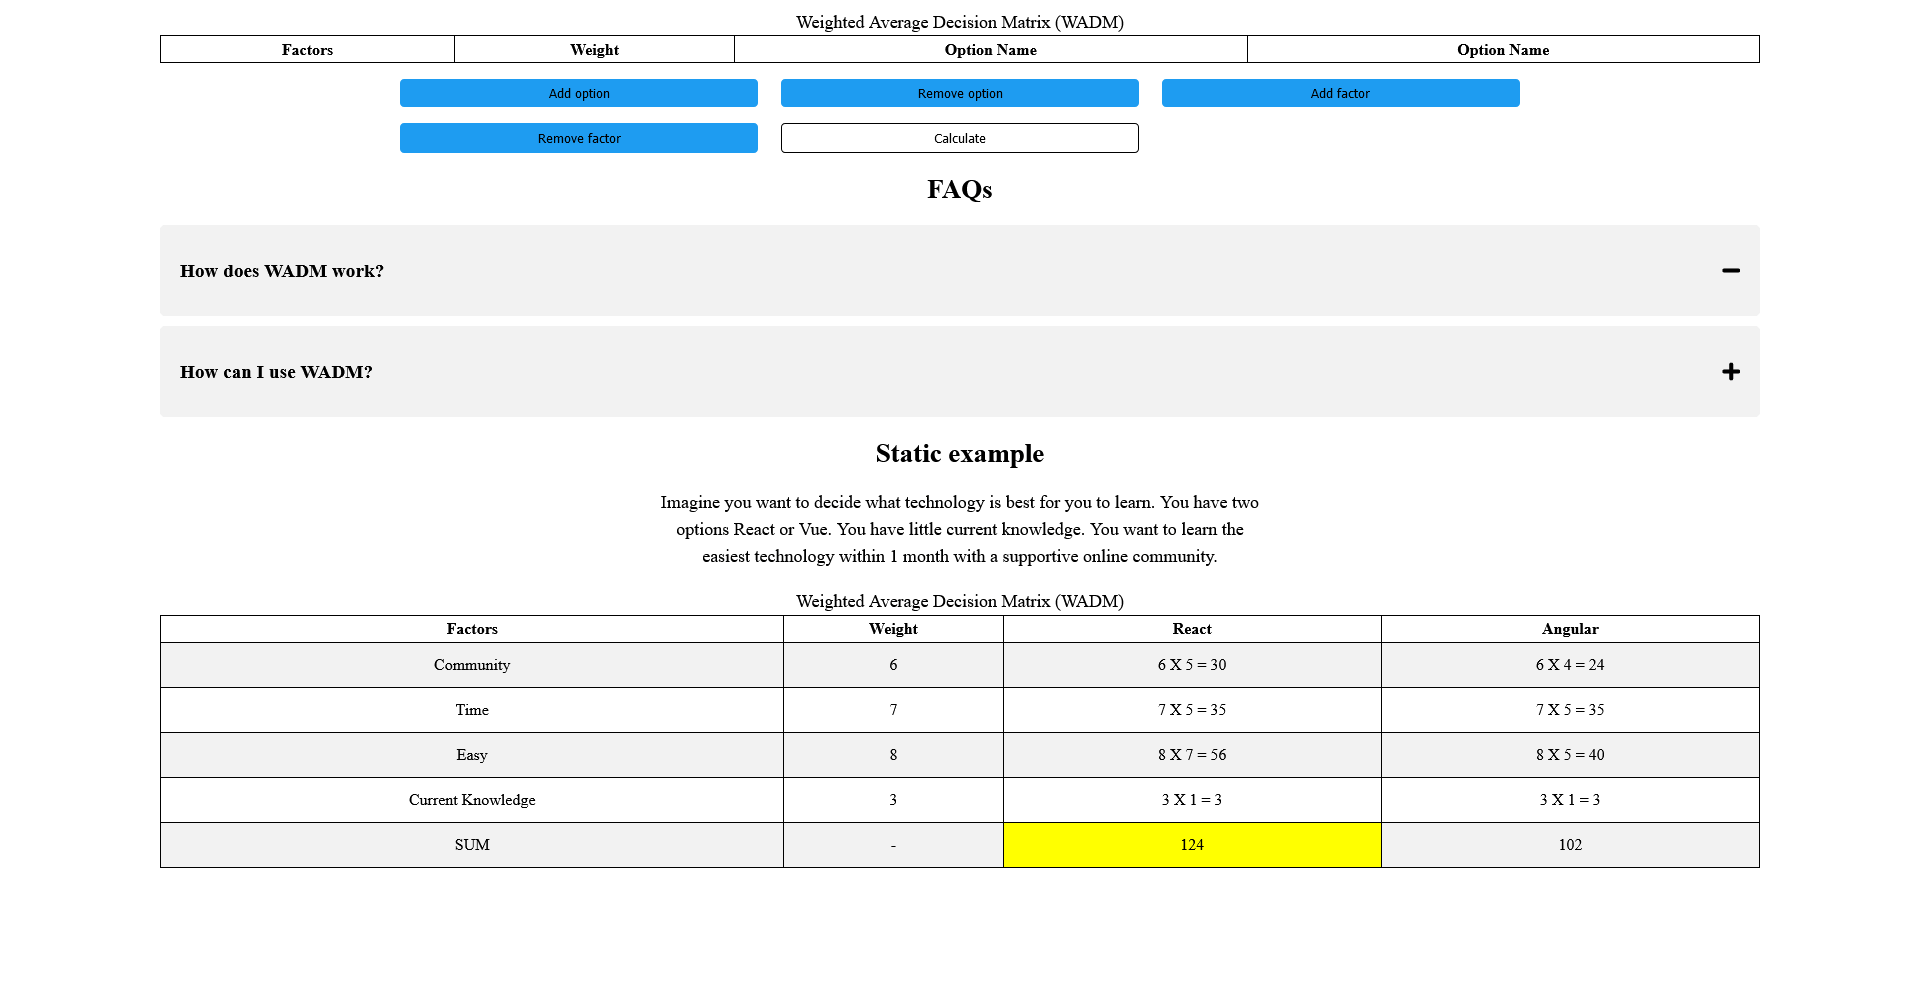 Weighted Average Decision Matrix (WADM)
Factors Weight Option Name Option Name
Add option Remove option Add factor
Remove factor Calculate
FAQs
How does WADM work?
How can I use WADM?
Static example
Imagine you want to decide what technology is best for you to learn. You have two
options React or Vue. You have little current knowledge. You want to learn the
easiest technology within 1 month with a supportive online community.
Weighted Average Decision Matrix (WADM)
Factors Weight React Angular
Community 6 6 X 5 = 30 6 X 4 = 24
Time 7 7 X 5 = 35 7 X 5 = 35
Easy 8 8 X 7 = 56 8 X 5 = 40
Current Knowledge 3 3 X 1 = 3 3 X 1 = 3
SUM - 124 102